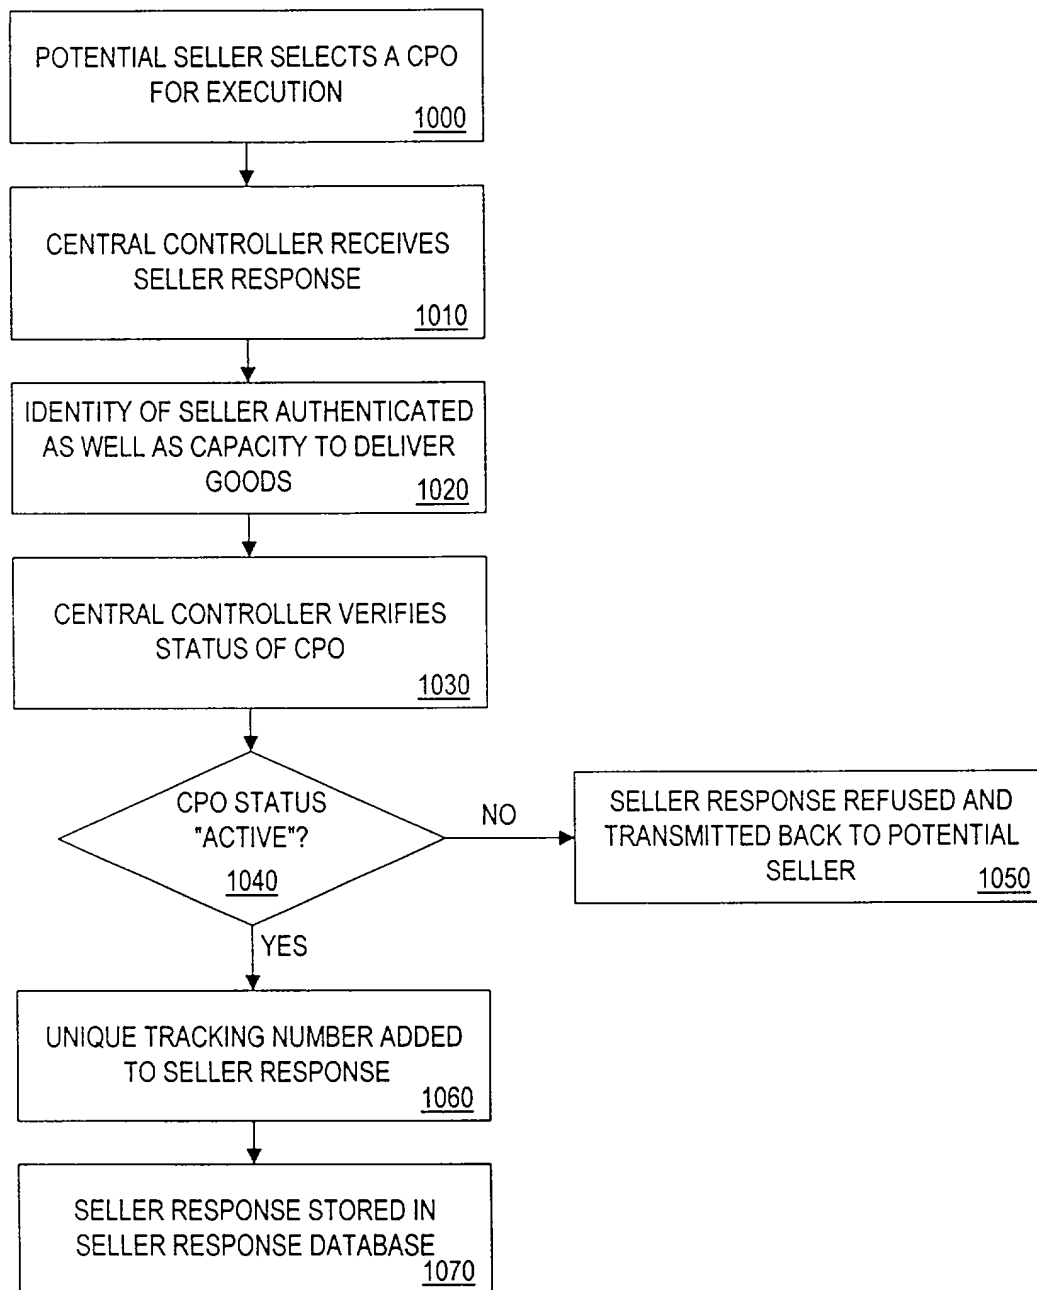 POTENTIAL SELLER SELECTS A CPO
FOR EXECUTION
1000
CENTRAL CONTROLLER RECEIVES
SELLER RESPONSE
1010
IDENTITY OF SELLER AUTHENTICATED
AS WELL AS CAPACITY TO DELIVER
GOODS
1020
CENTRAL CONTROLLER VERIFIES
STATUS OF CPO
1030
CPO STATUS
"ACTIVE"?
1040
NO
SELLER RESPONSE REFUSED AND
TRANSMITTED BACK TO POTENTIAL
SELLER
1050
YES
UNIQUE TRACKING NUMBER ADDED
TO SELLER RESPONSE
1060
SELLER RESPONSE STORED IN
SELLER RESPONSE DATABASE
1070